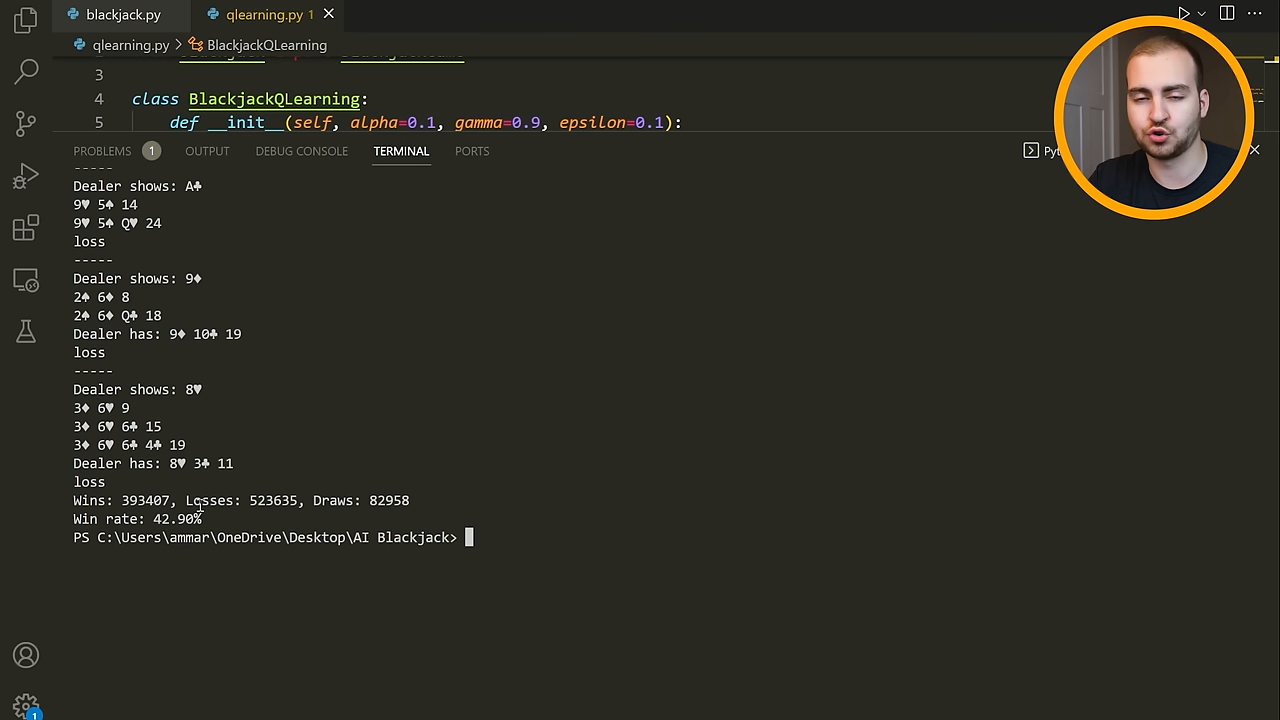 blackjack.py
qlearning.py 1
qlearning.py > BlackjackQLearning
3
4 class BlackjackQLearning:
5 def __init__(self, alpha=0.1, gamma=0.9, epsilon=0.1):
PROBLEMS 1 OUTPUT DEBUG CONSOLE TERMINAL PORTS
-----
Dealer shows: A♣
9♥ 5♠ 14
9♥ 5♠ Q♥ 24
loss
-----
Dealer shows: 9♦
2♠ 6♦ 8
2♠ 6♦ Q♣ 18
Dealer has: 9♦ 10♣ 19
loss
-----
Dealer shows: 8♥
3♦ 6♥ 9
3♦ 6♥ 6♣ 15
3♦ 6♥ 6♣ 4♣ 19
Dealer has: 8♥ 3♣ 11
loss
Wins: 393407, Losses: 523635, Draws: 82958
Win rate: 42.90%
PS C:\Users\ammar\OneDrive\Desktop\AI Blackjack>
1